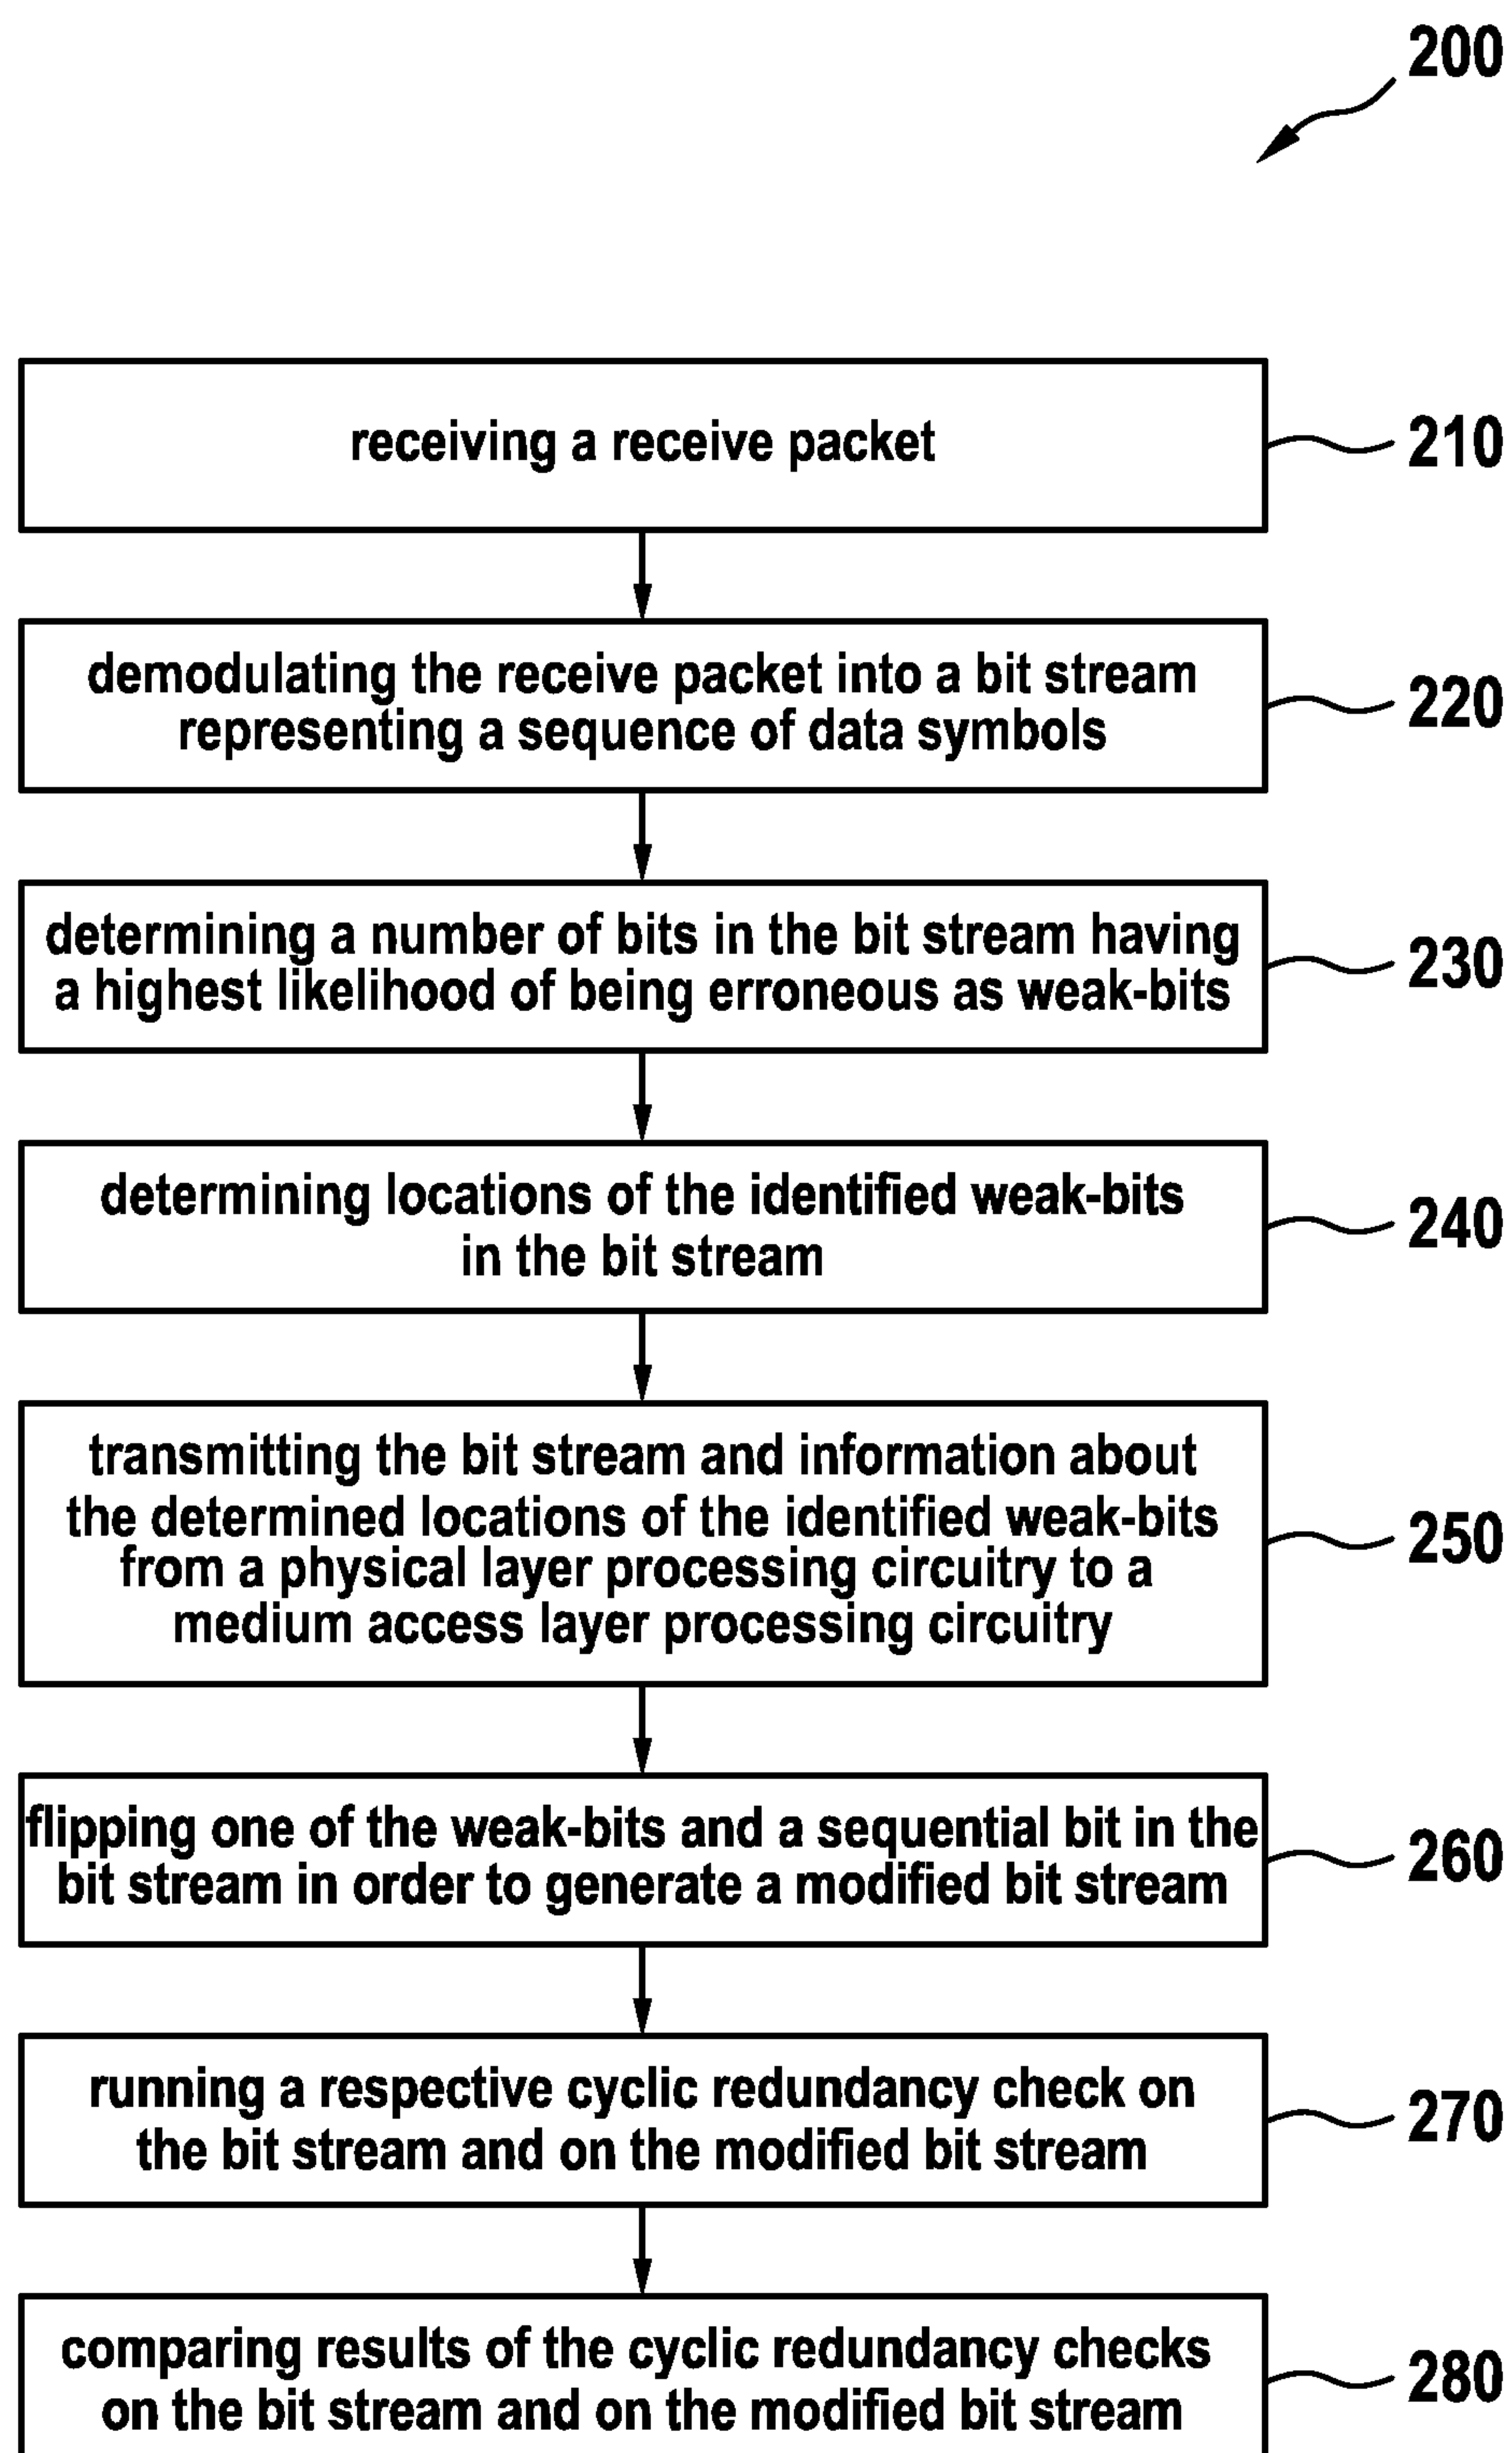 200
receiving a receive packet
210
demodulating the receive packet into a bit stream
representing a sequence of data symbols
220
determining a number of bits in the bit stream having
a highest likelihood of being erroneous as weak-bits
230
determining locations of the identified weak-bits
in the bit stream
240
transmitting the bit stream and information about
the determined locations of the identified weak-bits
from a physical layer processing circuitry to a
medium access layer processing circuitry
250
flipping one of the weak-bits and a sequential bit in the
bit stream in order to generate a modified bit stream
260
running a respective cyclic redundancy check on
the bit stream and on the modified bit stream
270
comparing results of the cyclic redundancy checks
on the bit stream and on the modified bit stream
280